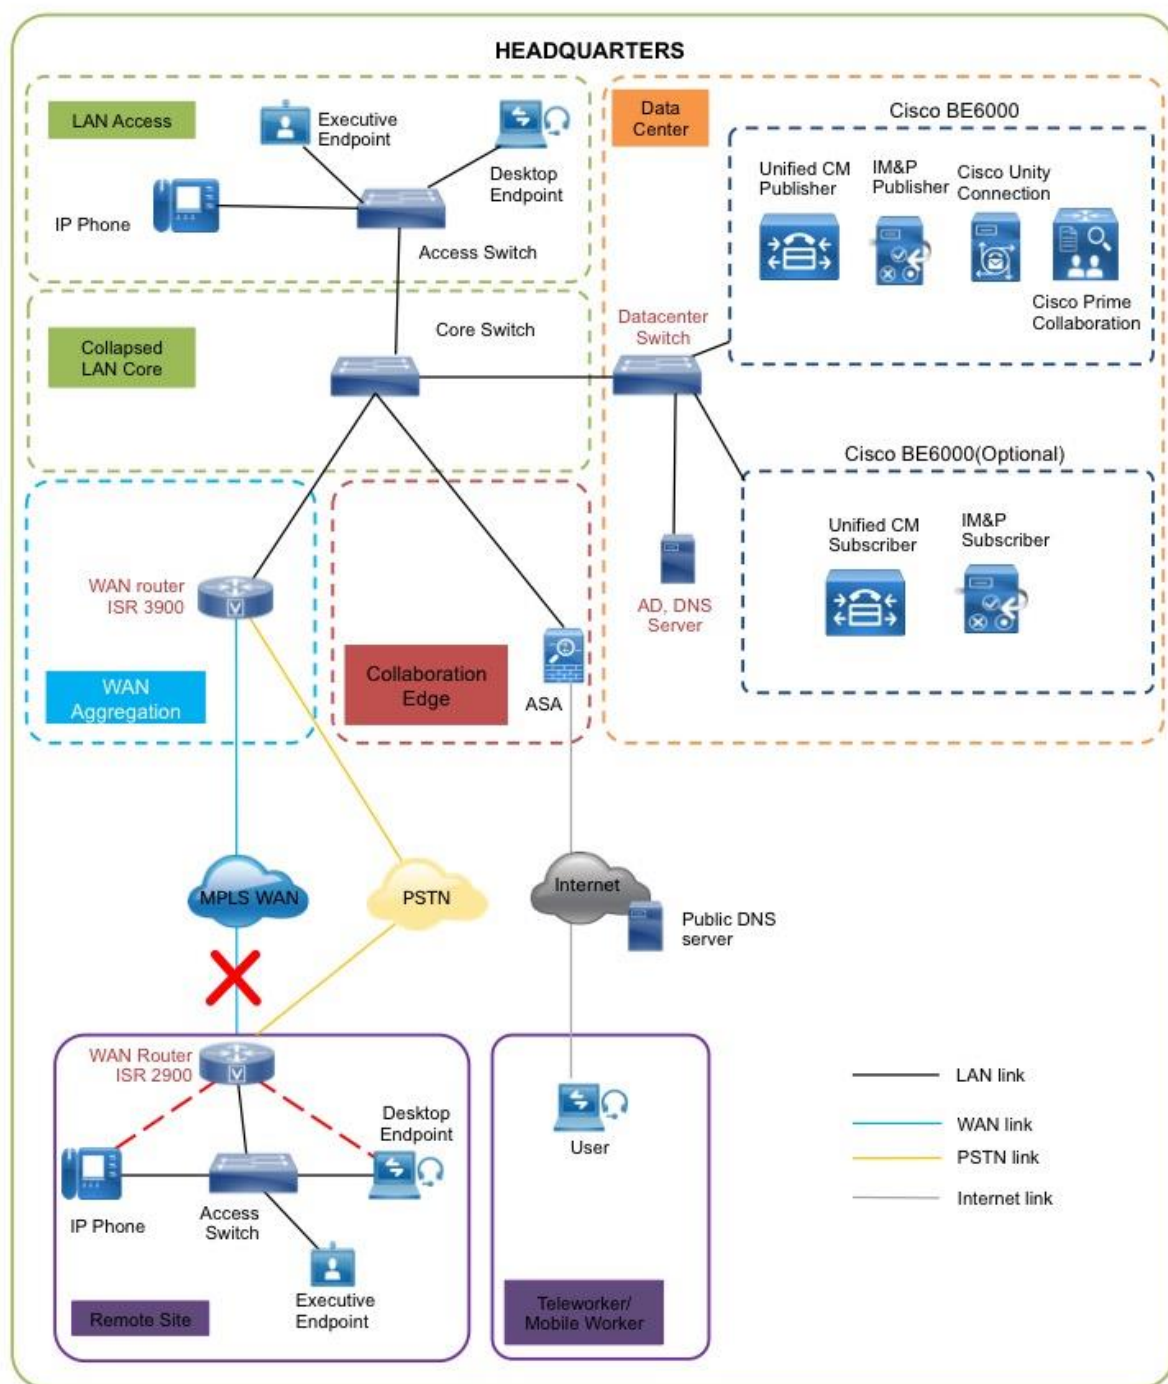 HEADQUARTERS
LAN Access
Executive
Endpoint
Desktop
Endpoint
IP Phone
Access Switch
Data
Center
Cisco BE6000
Unified CM
Publisher
IM&P
Publisher
Cisco Unity
Connection
Cisco Prime
Collaboration
Collapsed
LAN Core
Core Switch
Datacenter
Switch
Cisco BE6000(Optional)
Unified CM
Subscriber
IM&P
Subscriber
AD, DNS
Server
WAN router
ISR 3900
V
WAN
Aggregation
Collaboration
Edge
ASA
MPLS WAN
PSTN
Internet
Public DNS
server
WAN Router
ISR 2900
V
Desktop
Endpoint
IP Phone
Access
Switch
Executive
Endpoint
Remote Site
User
Teleworker/
Mobile Worker
LAN link
WAN link
PSTN link
Internet link